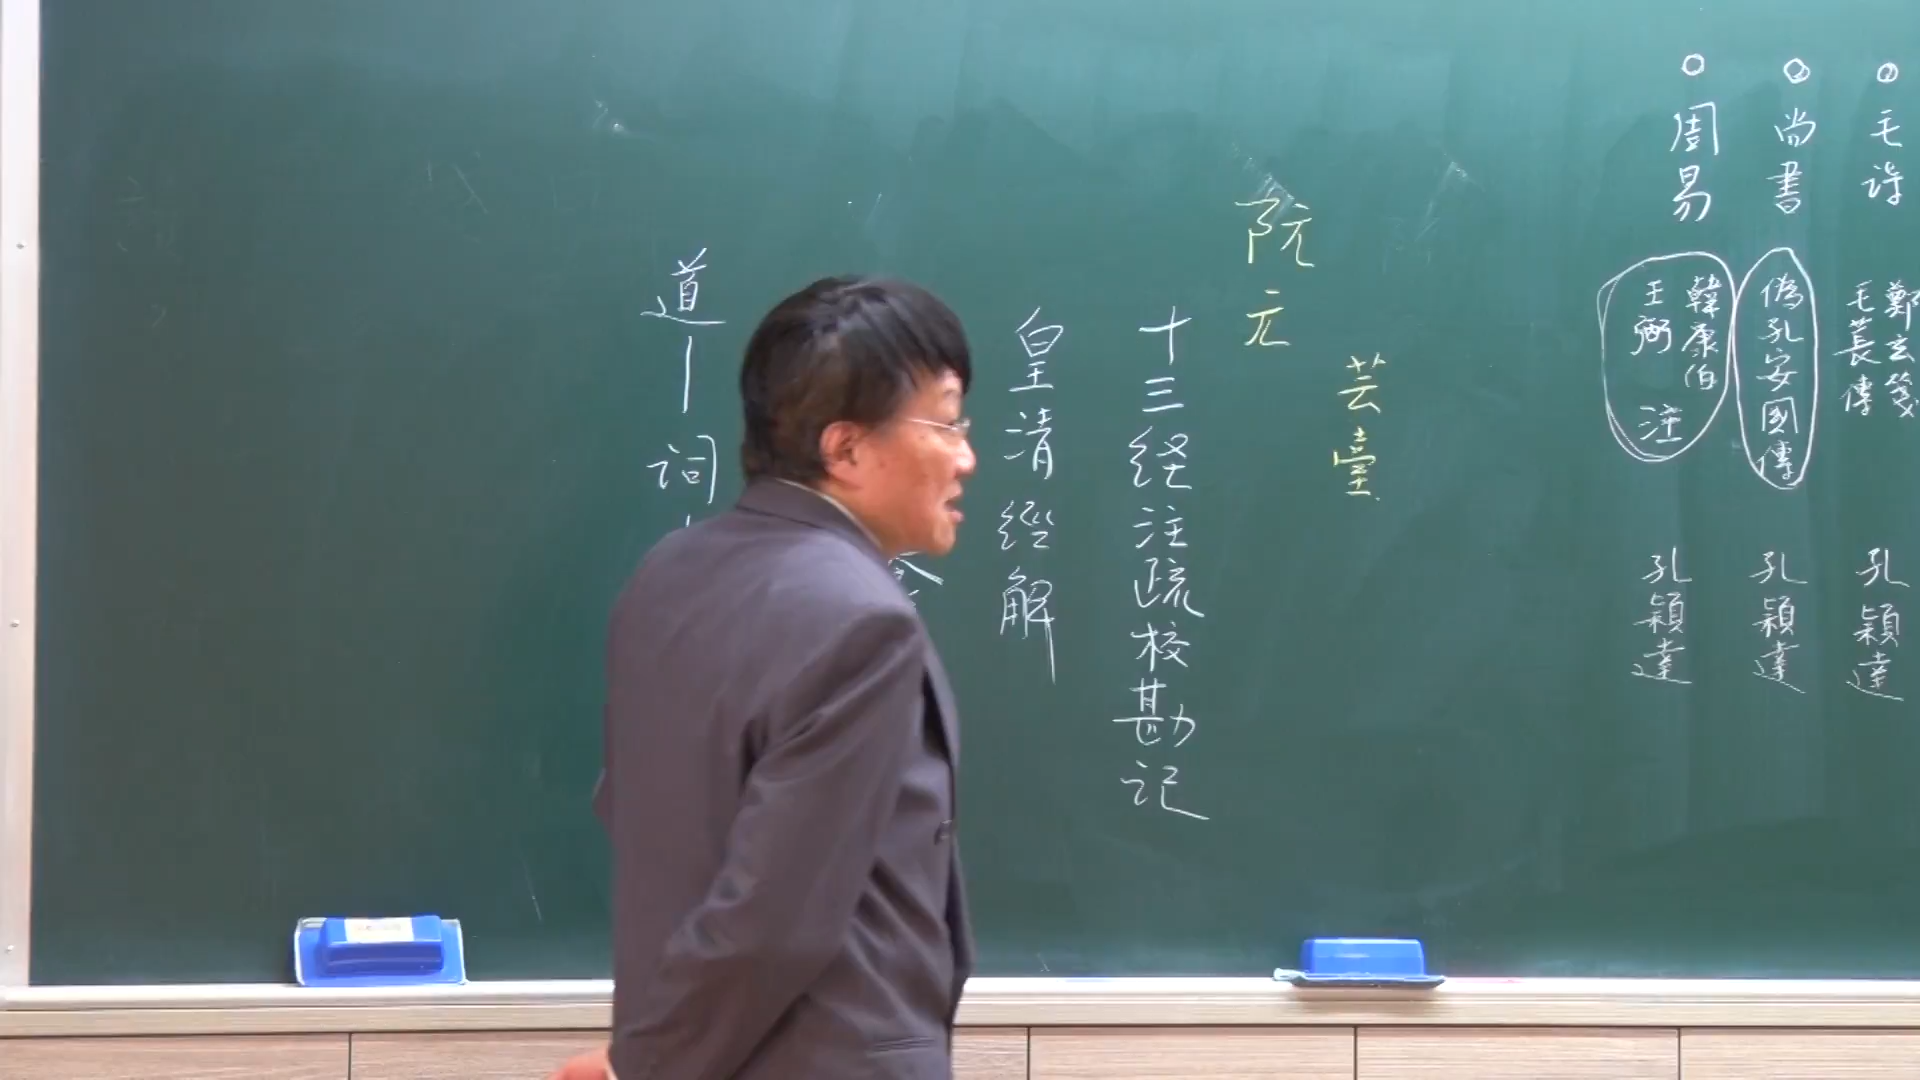 毛詩
鄭玄箋
毛萇傳
孔穎達
尚書
偽孔安國傳
孔穎達
周易
韓康伯
王弼
注
孔穎達
芸臺
阮元
十三経注疏校勘記
皇清經解
道—詞